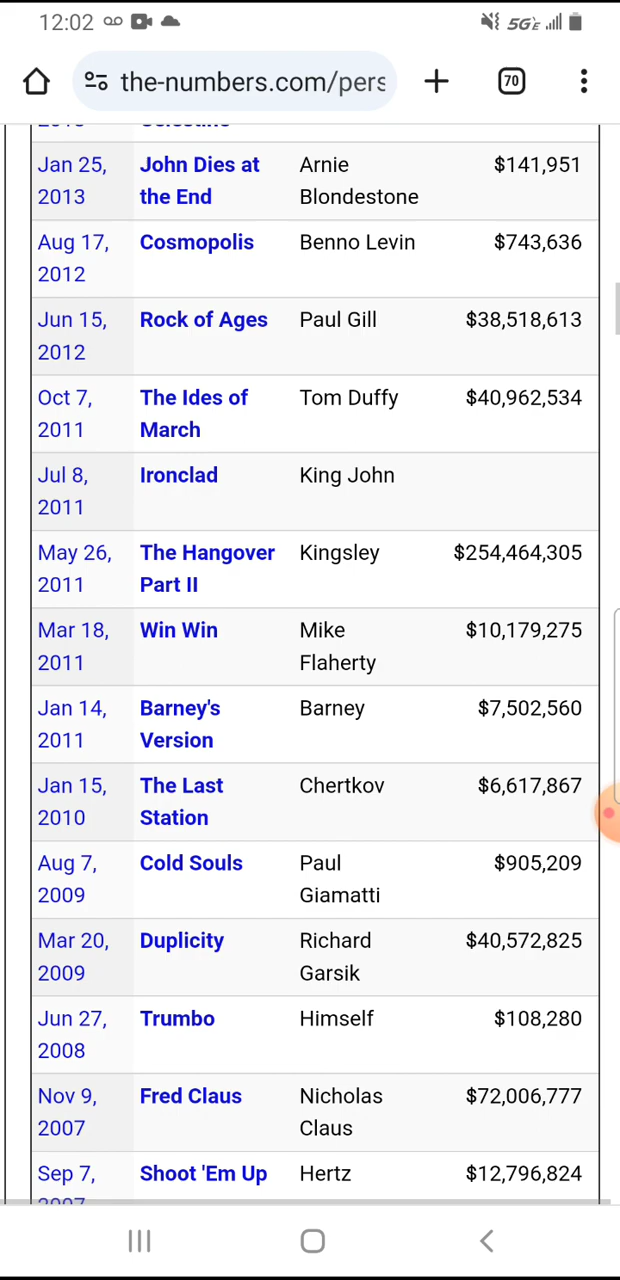 12:02 5GE
the-numbers.com/pers 70
Jan 25, John Dies at Arnie $141,951
2013 the End Blondestone
Aug 17, Cosmopolis Benno Levin $743,636
2012
Jun 15, Rock of Ages Paul Gill $38,518,613
2012
Oct 7, The Ides of Tom Duffy $40,962,534
2011 March
Jul 8, Ironclad King John
2011
May 26, The Hangover Kingsley $254,464,305
2011 Part II
Mar 18, Win Win Mike $10,179,275
2011 Flaherty
Jan 14, Barney's Barney $7,502,560
2011 Version
Jan 15, The Last Chertkov $6,617,867
2010 Station
Aug 7, Cold Souls Paul $905,209
2009 Giamatti
Mar 20, Duplicity Richard $40,572,825
2009 Garsik
Jun 27, Trumbo Himself $108,280
2008
Nov 9, Fred Claus Nicholas $72,006,777
2007 Claus
Sep 7, Shoot 'Em Up Hertz $12,796,824
2007